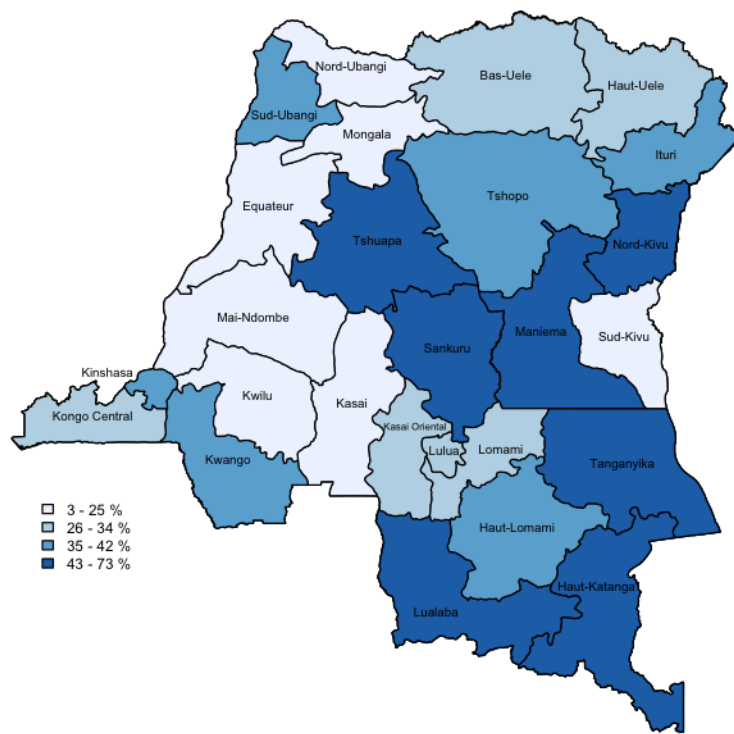 Nord-Ubangi
Bas-Uele
Haut-Uele
Sud-Ubangi
Mongala
Ituri
Equateur
Tshopo
Tshuapa
Nord-Kivu
Mai-Ndombe
Sankuru
Maniema
Sud-Kivu
Kinshasa
Kwilu
Kasai
Kongo Central
Kasai Oriental
Lulua
Lomami
Kwango
Tanganyika
3 - 25 %
26 - 34 %
35 - 42 %
43 - 73 %
Haut-Lomami
Haut-Katanga
Lualaba